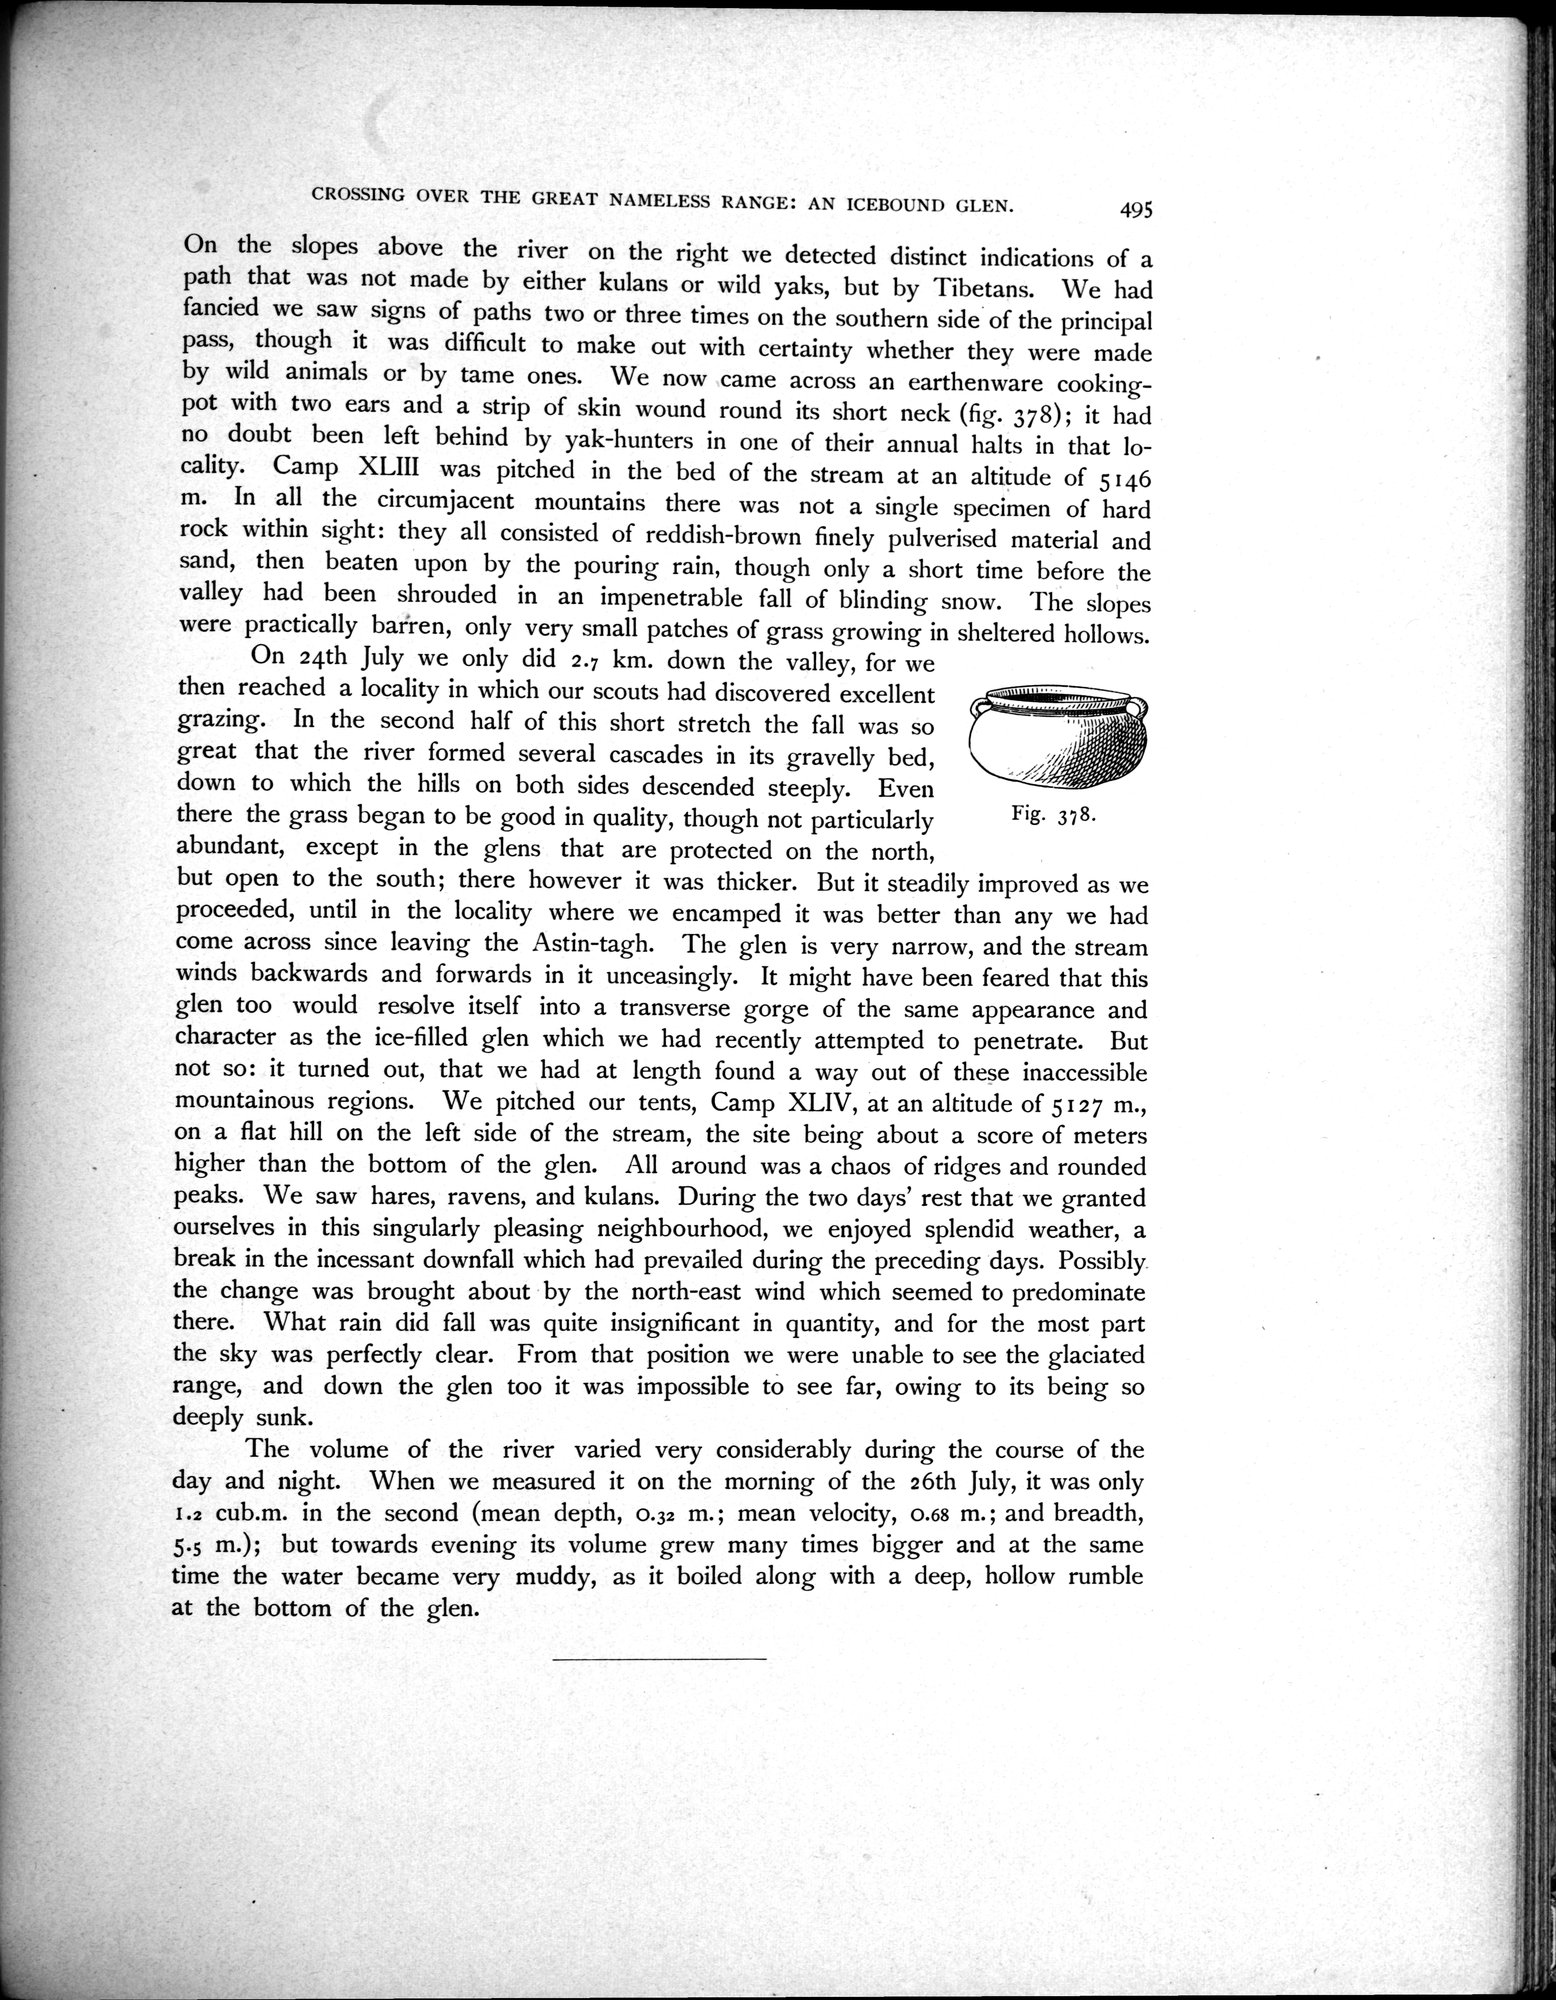 CROSSING OVER THE GREAT NAMELESS RANGE: AN ICEBOUND GLEN. 495
On the slopes above the river on the right we detected distinct indications of a
path that was not made by either kulans or wild yaks, but by Tibetans. We had
fancied we saw signs of paths two or three times on the southern side of the principal
pass, though it was difficult to make out with certainty whether they were made
by wild animals or by tame ones. We now came across an earthenware cooking-
pot with two ears and a strip of skin wound round its short neck (fig. 378); it had
no doubt been left behind by yak-hunters in one of their annual halts in that lo-
cality. Camp XLIII was pitched in the bed of the stream at an altitude of 5146
m. In all the circumjacent mountains there was not a single specimen of hard
rock within sight: they all consisted of reddish-brown finely pulverised material and
sand, then beaten upon by the pouring rain, though only a short time before the
valley had been shrouded in an impenetrable fall of blinding snow. The slopes
were practically barren, only very small patches of grass growing in sheltered hollows.
On 24th July we only did 2.7 km. down the valley, for we
then reached a locality in which our scouts had discovered excellent
grazing. In the second half of this short stretch the fall was so
great that the river formed several cascades in its gravelly bed,
down to which the hills on both sides descended steeply. Even
there the grass began to be good in quality, though not particularly
abundant, except in the glens that are protected on the north,
Fig. 378.
but open to the south; there however it was thicker. But it steadily improved as we
proceeded, until in the locality where we encamped it was better than any we had
come across since leaving the Astin-tagh. The glen is very narrow, and the stream
winds backwards and forwards in it unceasingly. It might have been feared that this
glen too would resolve itself into a transverse gorge of the same appearance and
character as the ice-filled glen which we had recently attempted to penetrate. But
not so: it turned out, that we had at length found a way out of these inaccessible
mountainous regions. We pitched our tents, Camp XLIV, at an altitude of 5127 m.,
on a flat hill on the left side of the stream, the site being about a score of meters
higher than the bottom of the glen. All around was a chaos of ridges and rounded
peaks. We saw hares, ravens, and kulans. During the two days' rest that we granted
ourselves in this singularly pleasing neighbourhood, we enjoyed splendid weather, a
break in the incessant downfall which had prevailed during the preceding days. Possibly
the change was brought about by the north-east wind which seemed to predominate
there. What rain did fall was quite insignificant in quantity, and for the most part
the sky was perfectly clear. From that position we were unable to see the glaciated
range, and down the glen too it was impossible to see far, owing to its being so
deeply sunk.
The volume of the river varied very considerably during the course of the
day and night. When we measured it on the morning of the 26th July, it was only
1.2 cub.m. in the second (mean depth, 0.32 m.; mean velocity, 0.68 m.; and breadth,
5.5 m.); but towards evening its volume grew many times bigger and at the same
time the water became very muddy, as it boiled along with a deep, hollow rumble
at the bottom of the glen.